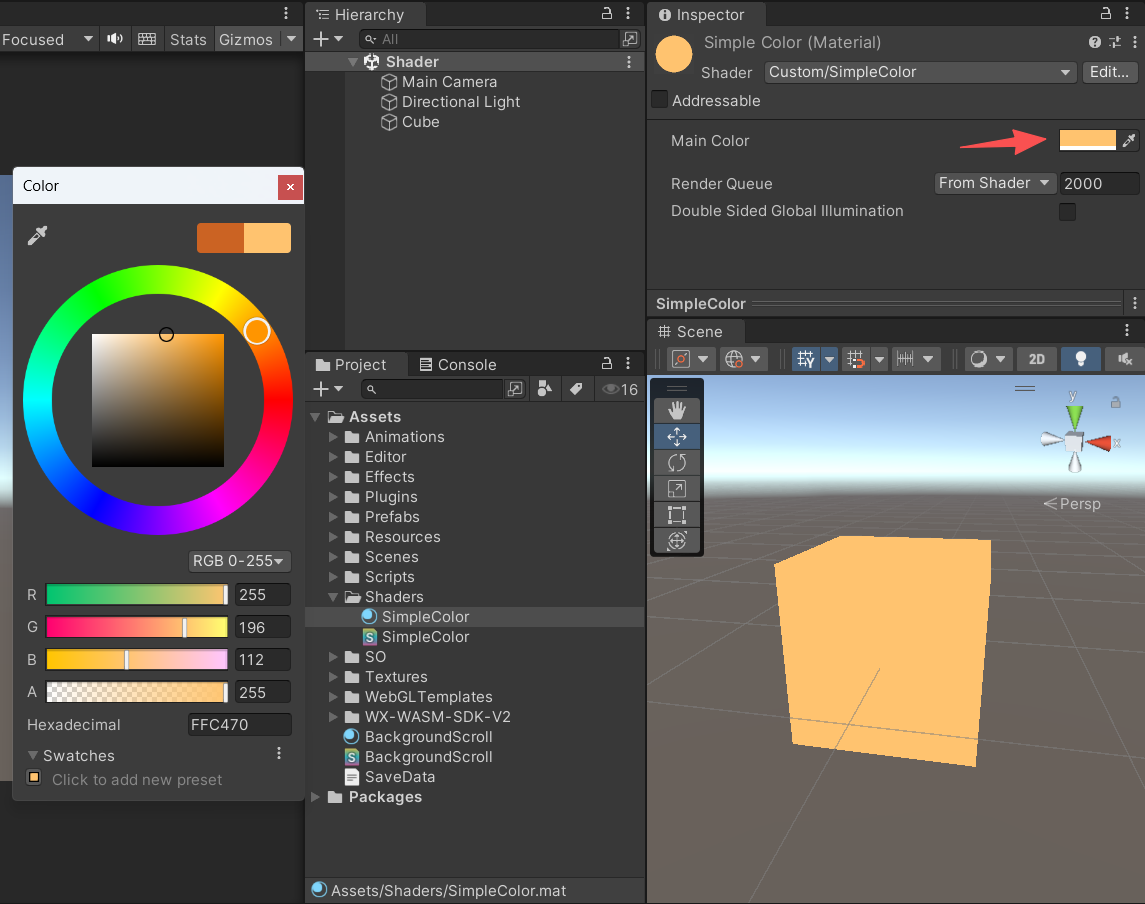 Focused
Stats
Gizmos
Color
RGB 0-255
R
255
G
196
B
112
A
255
Hexadecimal
FFC470
Swatches
Click to add new preset
Hierarchy
All
Shader
Main Camera
Directional Light
Cube
Project
Console
16
Assets
Animations
Editor
Effects
Plugins
Prefabs
Resources
Scenes
Scripts
Shaders
SimpleColor
SimpleColor
SO
Textures
WebGLTemplates
WX-WASM-SDK-V2
BackgroundScroll
BackgroundScroll
SaveData
Packages
Assets/Shaders/SimpleColor.mat
Inspector
Simple Color (Material)
Shader
Custom/SimpleColor
Edit...
Addressable
Main Color
Render Queue
From Shader
2000
Double Sided Global Illumination
SimpleColor
Scene
2D
y
x
Persp